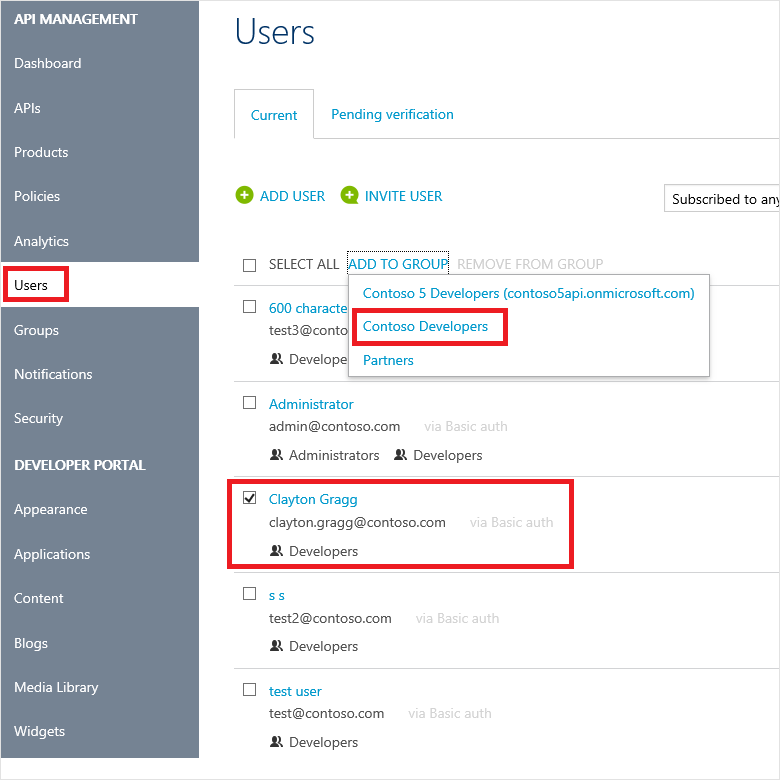 API MANAGEMENT
Dashboard
APIs
Products
Policies
Analytics
Users
Groups
Notifications
Security
DEVELOPER PORTAL
Appearance
Applications
Content
Blogs
Media Library
Widgets
Users
Current Pending verification
ADD USER INVITE USER Subscribed to any
SELECT ALL ADD TO GROUP REMOVE FROM GROUP
Contoso 5 Developers (contoso5api.onmicrosoft.com)
Contoso Developers
Partners
600 characte
test3@conto
Develope
Administrator
admin@contoso.com via Basic auth
Administrators Developers
Clayton Gragg
clayton.gragg@contoso.com via Basic auth
Developers
s s
test2@contoso.com via Basic auth
Developers
test user
test@contoso.com via Basic auth
Developers